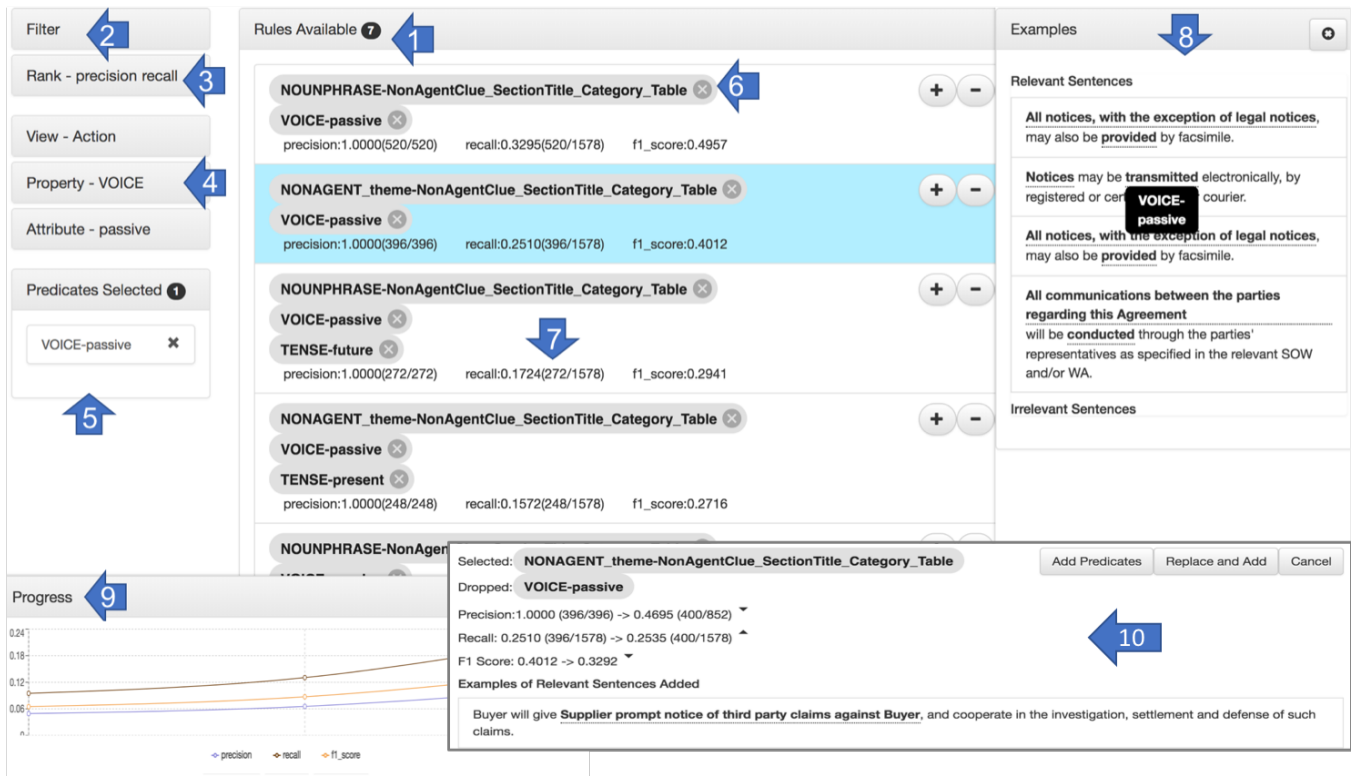 Filter
2
Rank - precision recall
3
View - Action
Property - VOICE
4
Attribute - passive
Predicates Selected 1
VOICE-passive
5
Rules Available 7
1
NOUNPHRASE-NonAgentClue_SectionTitle_Category_Table
6
VOICE-passive
precision:1.0000(520/520) recall:0.3295(520/1578) f1_score:0.4957
NONAGENT_theme-NonAgentClue_SectionTitle_Category_Table
VOICE-passive
precision:1.0000(396/396) recall:0.2510(396/1578) f1_score:0.4012
NOUNPHRASE-NonAgentClue_SectionTitle_Category_Table
VOICE-passive
TENSE-future
7
precision:1.0000(272/272) recall:0.1724(272/1578) f1_score:0.2941
NONAGENT_theme-NonAgentClue_SectionTitle_Category_Table
VOICE-passive
TENSE-present
precision:1.0000(248/248) recall:0.1572(248/1578) f1_score:0.2716
NOUNPHRASE-NonAgen
Examples
8
Relevant Sentences
All notices, with the exception of legal notices,
may also be provided by facsimile.
Notices may be transmitted electronically, by
registered or cer courier.
VOICE-
passive
All notices, with the exception of legal notices,
may also be provided by facsimile.
All communications between the parties
regarding this Agreement
will be conducted through the parties'
representatives as specified in the relevant SOW
and/or WA.
Irrelevant Sentences
Progress
9
0.24
0.18
0.12
0.06
0
precision recall f1_score
Selected: NONAGENT_theme-NonAgentClue_SectionTitle_Category_Table
Add Predicates Replace and Add Cancel
Dropped: VOICE-passive
Precision:1.0000 (396/396) -> 0.4695 (400/852)
Recall: 0.2510 (396/1578) -> 0.2535 (400/1578)
10
F1 Score: 0.4012 -> 0.3292
Examples of Relevant Sentences Added
Buyer will give Supplier prompt notice of third party claims against Buyer, and cooperate in the investigation, settlement and defense of such
claims.